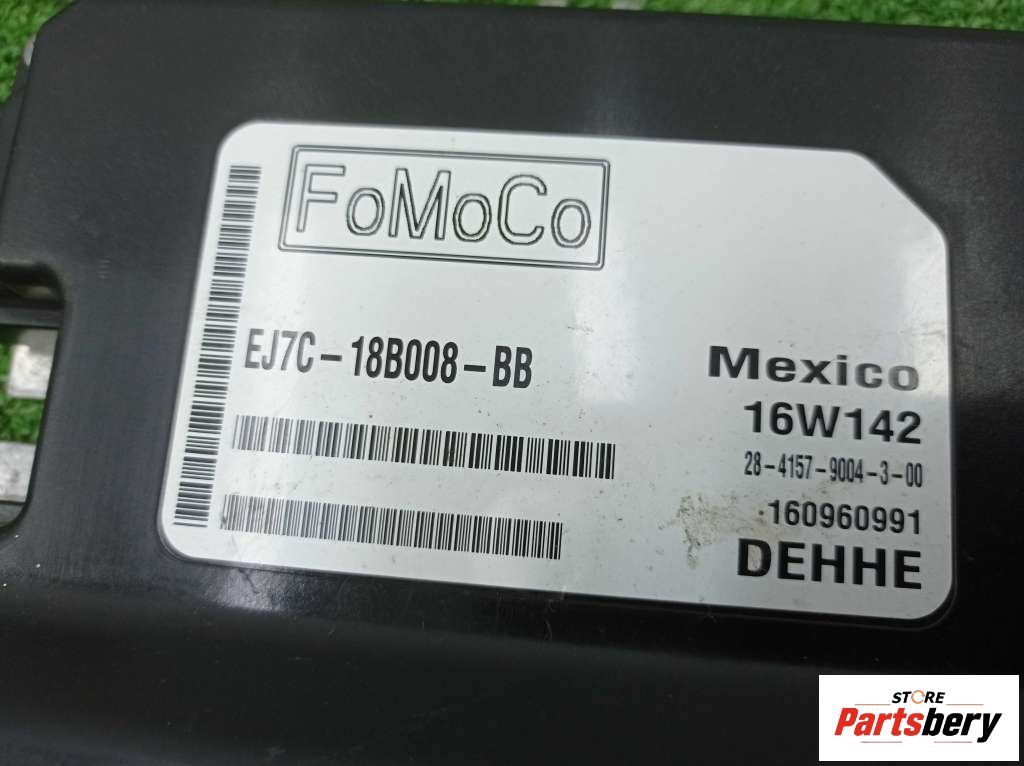 FoMoCo
EJ7C-18B008-BB
Mexico
16W142
28-4157-9004-3-00
160960991
DEHHE
STORE
Partsbery